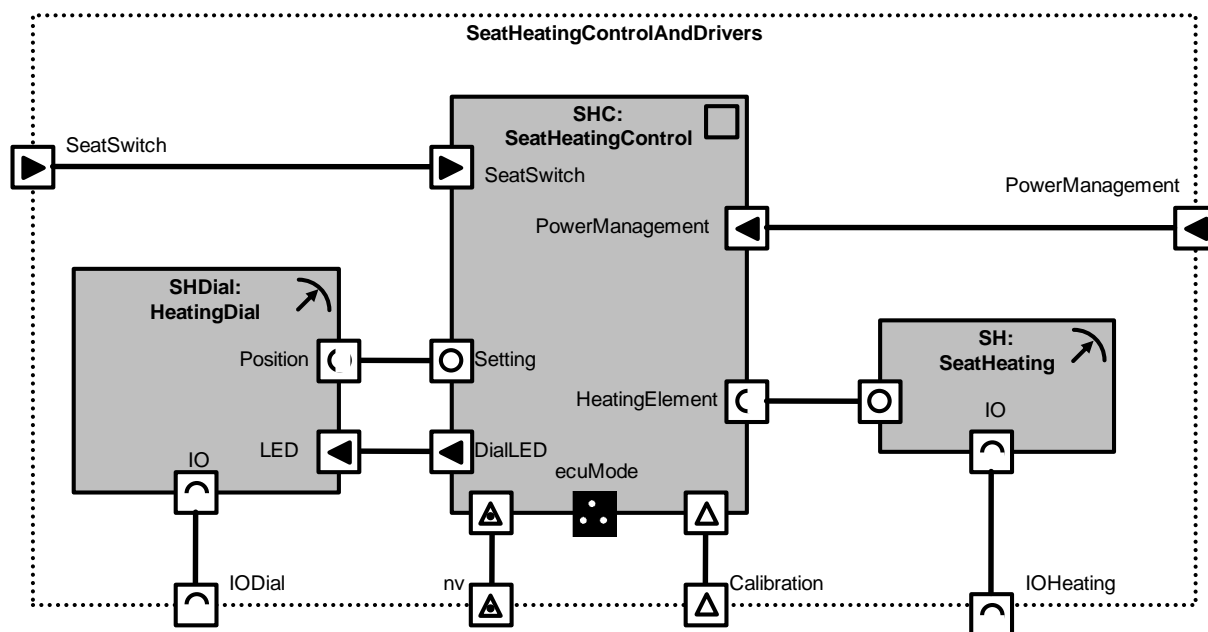 SeatHeatingControlAndDrivers
SHC:
SeatHeatingControl
SeatSwitch
SeatSwitch
PowerManagement
PowerManagement
SHDial:
HeatingDial
SH:
SeatHeating
Position
Setting
HeatingElement
IO
LED
DialLED
IO
ecuMode
IODial
nv
Calibration
IOHeating